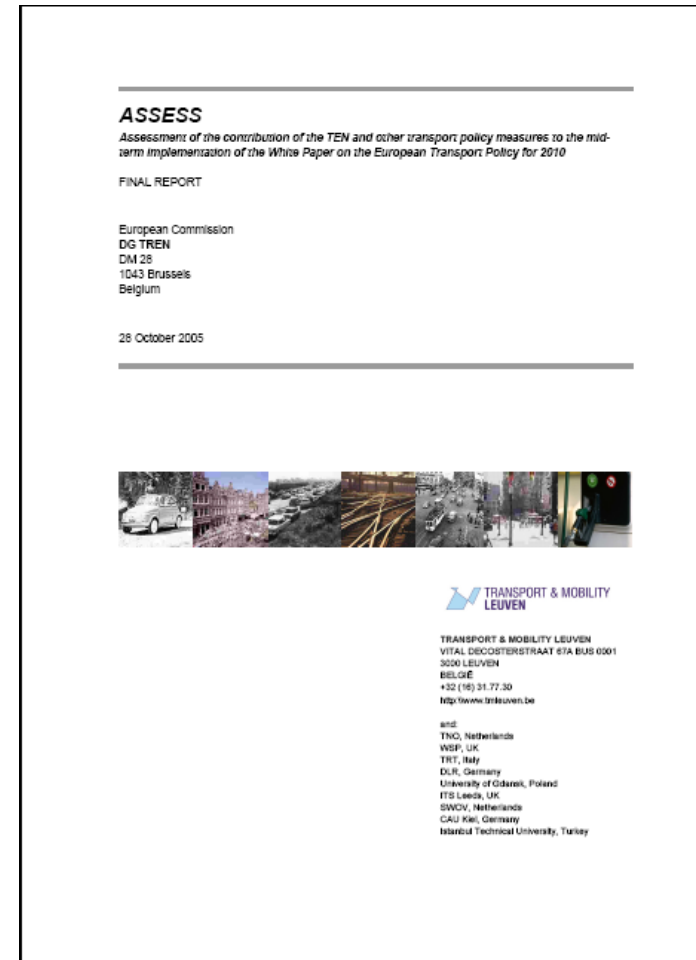 ASSESS
Assessment of the contribution of the TEN and other transport policy measures to the mid-
term implementation of the White Paper on the European Transport Policy for 2010
FINAL REPORT
European Commission
DG TREN
DM 28
1043 Brussels
Belgium
28 October 2005
TRANSPORT & MOBILITY
LEUVEN
TRANSPORT & MOBILITY LEUVEN
VITAL DECOSTERSTRAAT 67A BUS 0001
3000 LEUVEN
BELGIË
+32 (16) 31.77.30
http:\\www.tmleuven.be
and:
TNO, Netherlands
WSP, UK
TRT, Italy
DLR, Germany
University of Gdansk, Poland
ITS Leeds, UK
SWOV, Netherlands
CAU Kiel, Germany
Istanbul Technical University, Turkey